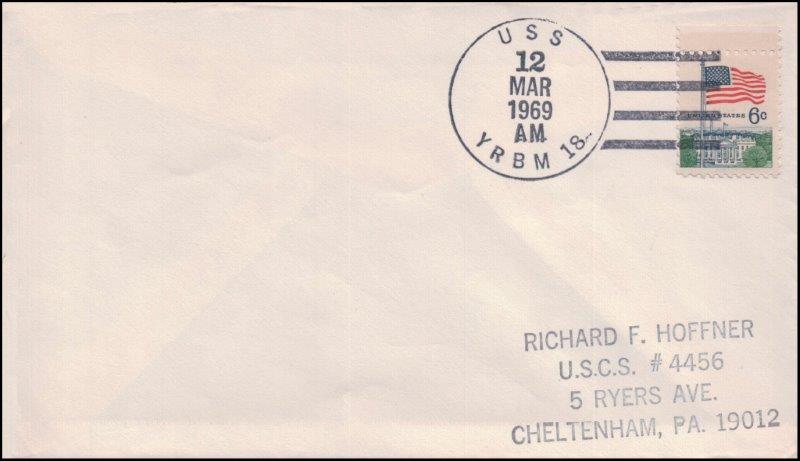 USS
12
MAR
1969
AM
YRBM 18
UNITED STATES 6c
RICHARD F. HOFFNER
U.S.C.S. #4456
5 RYERS AVE.
CHELTENHAM, PA. 19012